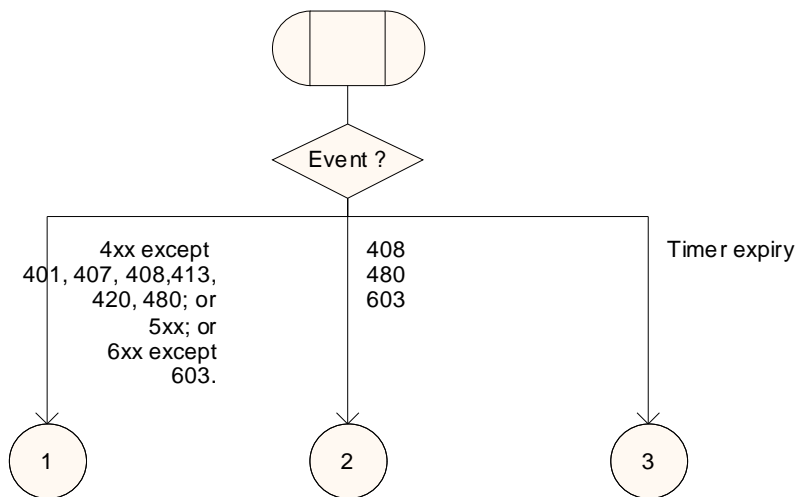 Event ?
4xx except
401, 407, 408,413,
420, 480; or
5xx; or
6xx except
603.
408
480
603
Timer expiry
1
2
3